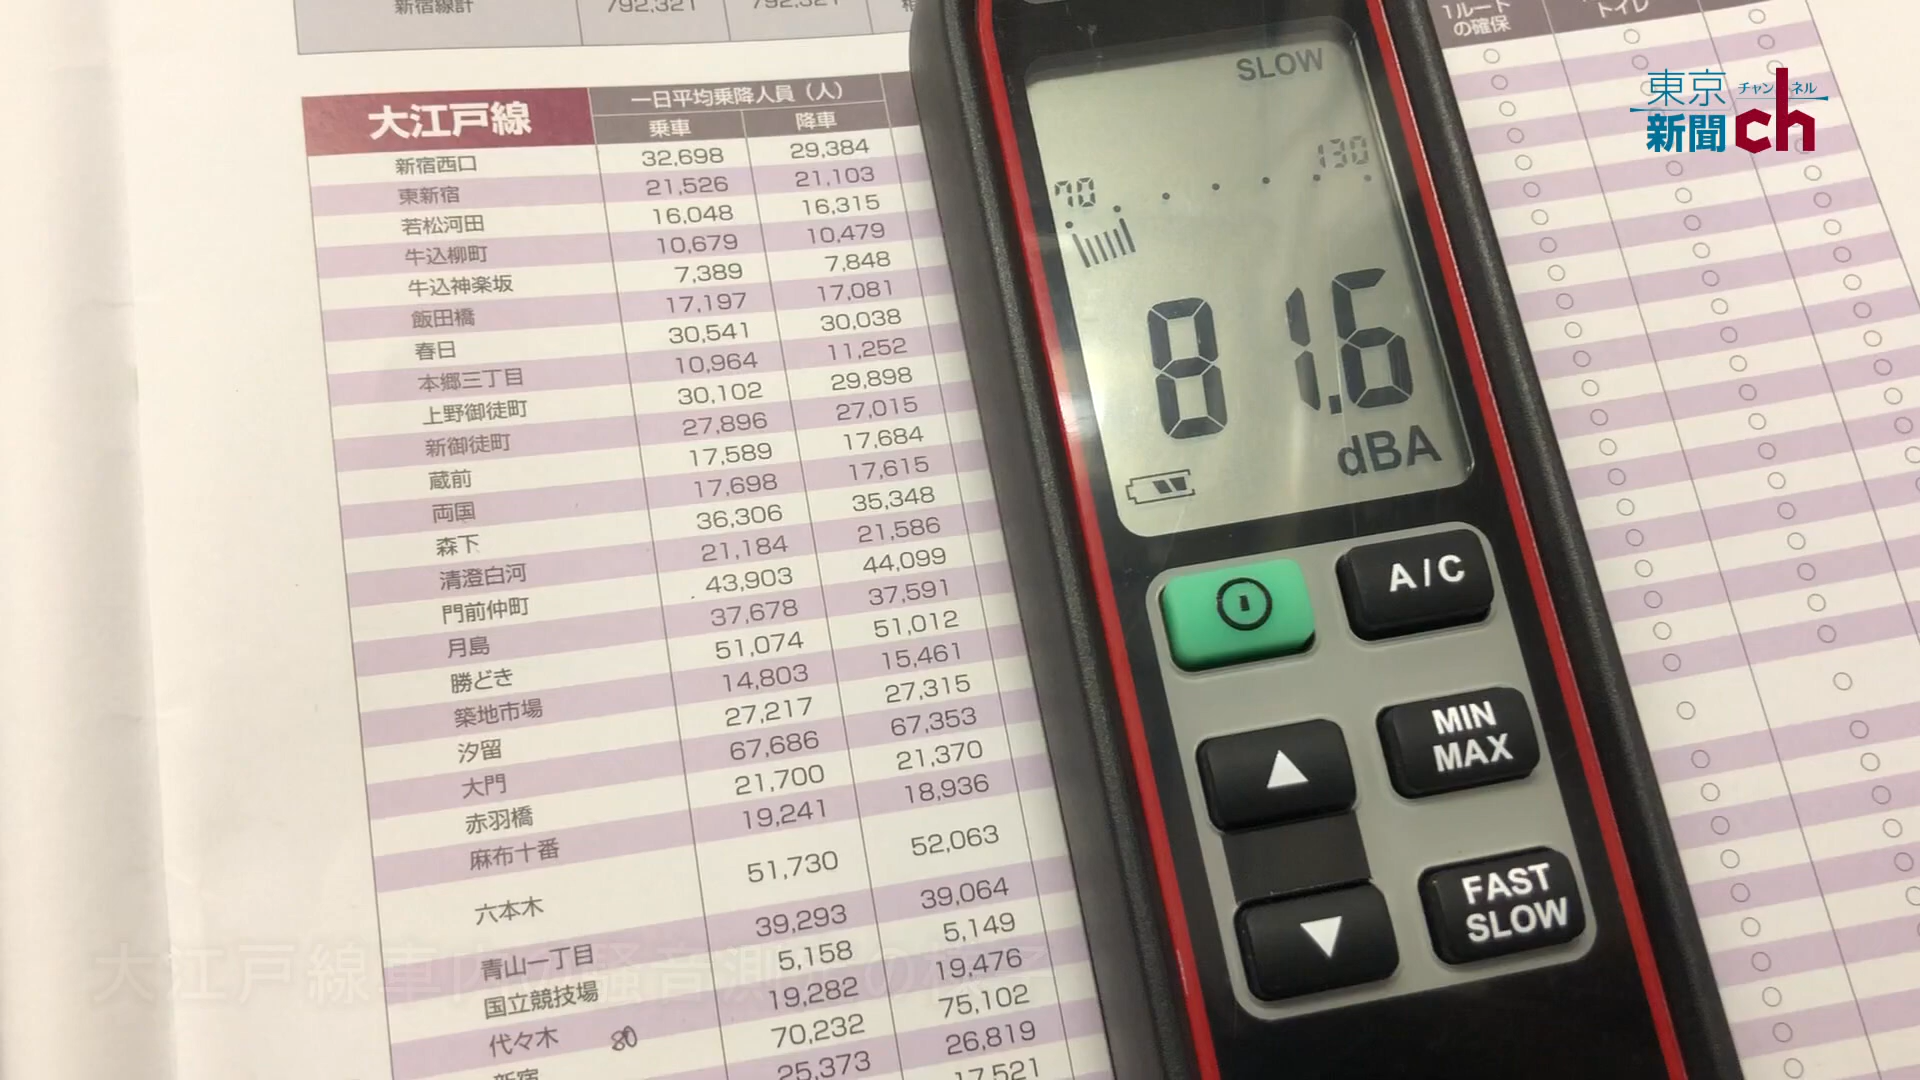 新宿線計 792,321 792,321
大江戸線
一日平均乗降人員（人）
乗車 降車
新宿西口 32,698 29,384
東新宿 21,526 21,103
若松河田 16,048 16,315
牛込柳町 10,679 10,479
牛込神楽坂 7,389 7,848
飯田橋 17,197 17,081
春日 30,541 30,038
本郷三丁目 10,964 11,252
上野御徒町 30,102 29,898
新御徒町 27,896 27,015
蔵前 17,589 17,684
両国 17,698 17,615
森下 36,306 35,348
清澄白河 21,184 21,586
門前仲町 43,903 44,099
月島 37,678 37,591
勝どき 51,074 51,012
築地市場 14,803 15,461
汐留 27,217 27,315
大門 67,686 67,353
赤羽橋 21,700 21,370
麻布十番 19,241 18,936
六本木 51,730 52,063
青山一丁目 39,293 39,064
国立競技場 5,158 5,149
代々木 80 19,282 19,476
新宿 70,232 75,102
25,373 26,819
17,521
1ルート
の確保
トイレ
SLOW
70 130
81.6
dBA
A/C
MIN
MAX
FAST
SLOW
東京
新聞
チャンネル
ch